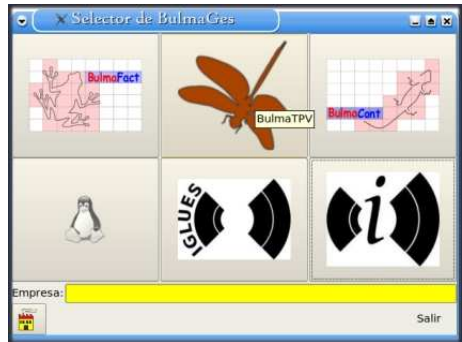 Selector de BulmaGes
BulmaFact
BulmaTPV
BulmaCont
IGLUES
i
Empresa:
Salir